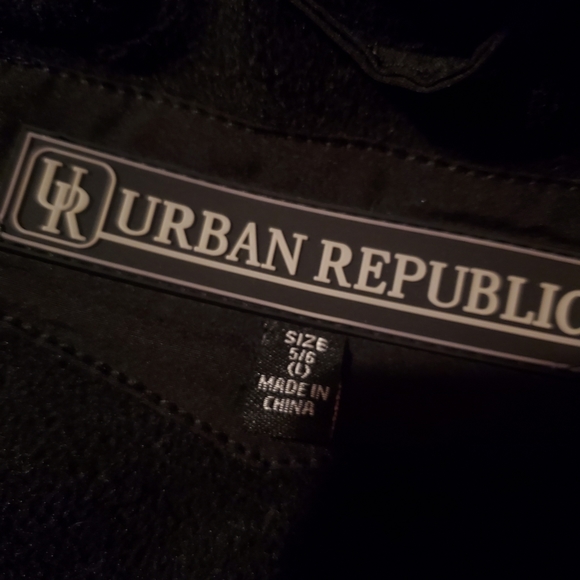 UR
URBAN REPUBLIC
SIZE
5/6
(L)
MADE IN
CHINA